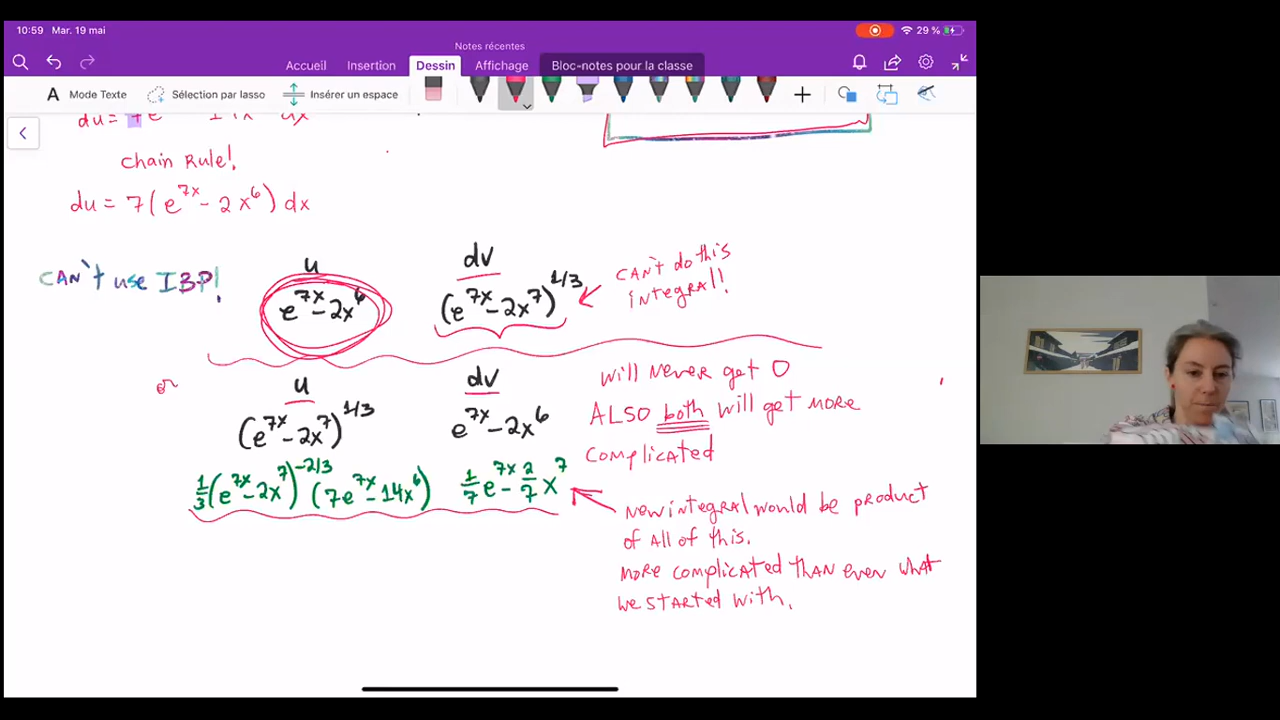 10:59 Mar. 19 mai
29 %
Notes récentes
Accueil Insertion Dessin Affichage Bloc-notes pour la classe
A Mode Texte Sélection par lasso Insérer un espace
du =
Chain Rule!
du = 7(e^7x - 2x^6) dx
CAN'T use IBP!
u dv
e^7x - 2x^6 (e^7x - 2x^7)^1/3
CAN'T do this
integral!
or
u dv
(e^7x - 2x^7)^1/3 e^7x - 2x^6
1/3 (e^7x - 2x^7)^-2/3 (7e^7x - 14x^6) 1/7 e^7x - 2/7 x^7
will never get 0
ALSO both will get more
complicated
New integral would be product
of all of this.
More complicated than even what
we started with.